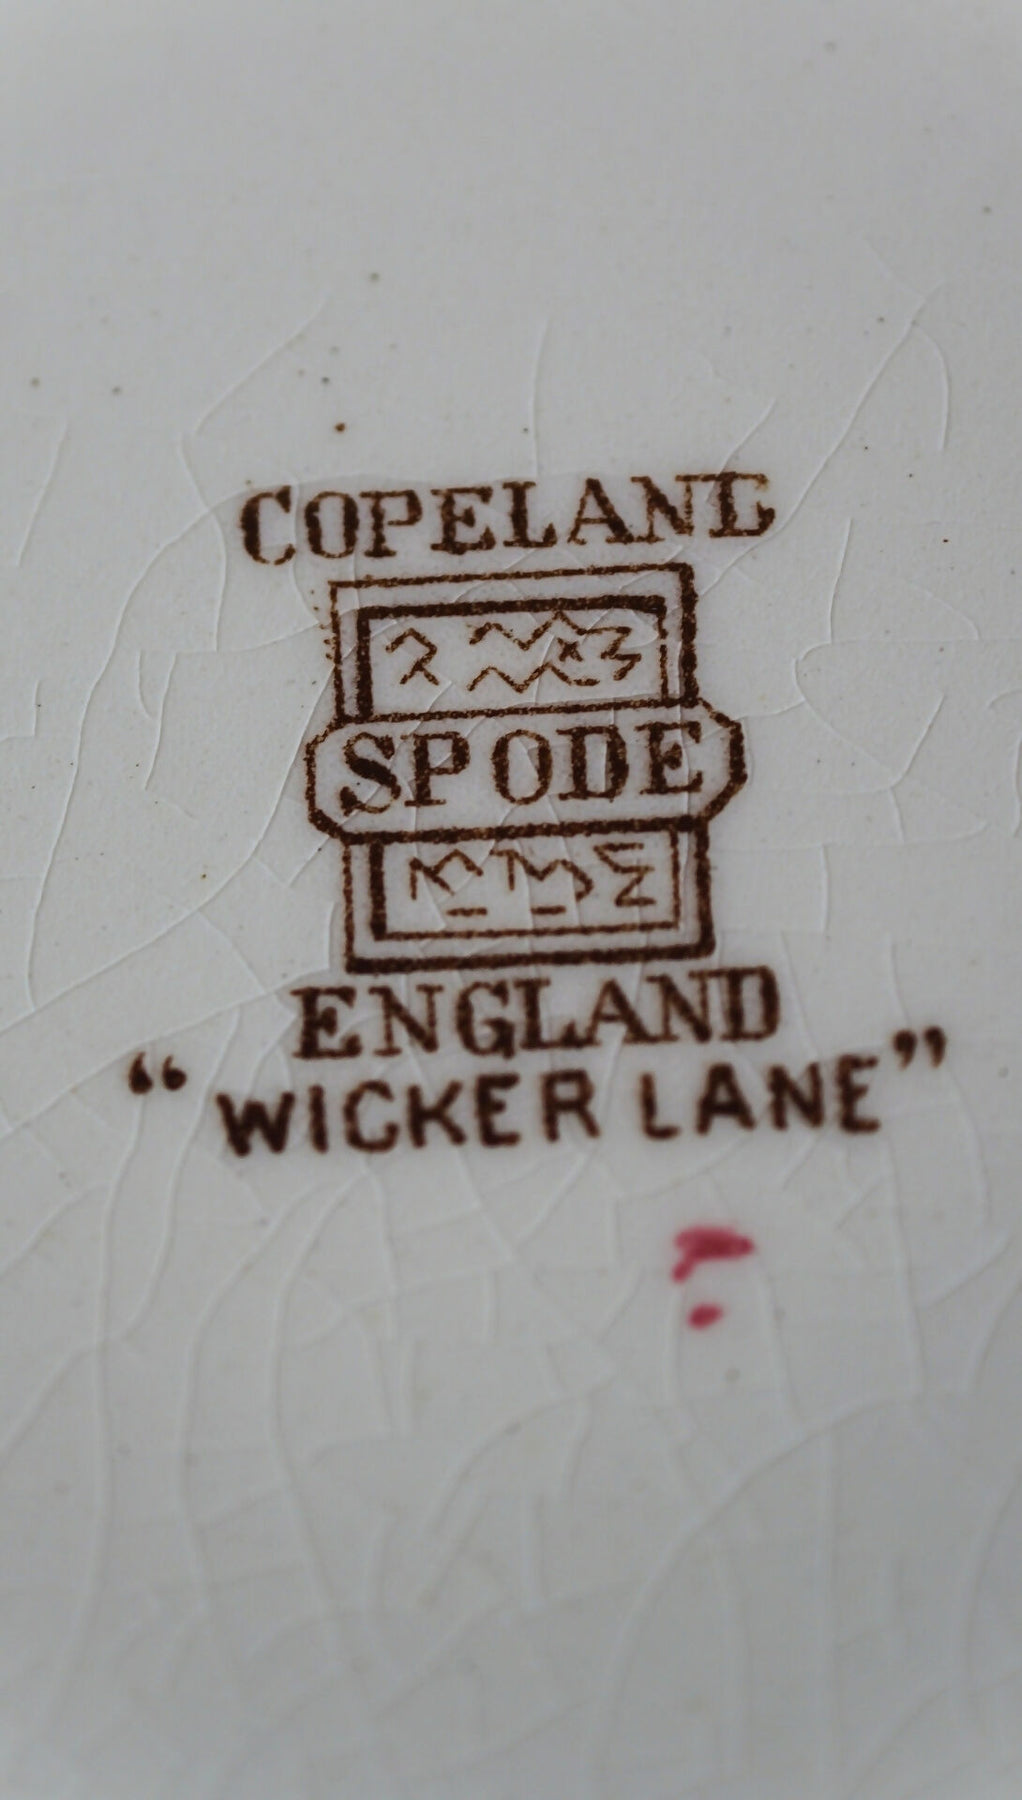 COPELAND
SPODE
ENGLAND
“WICKER LANE”